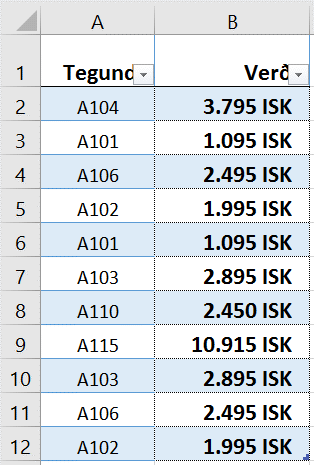 A B
1 Tegund Verð
2 A104 3.795 ISK
3 A101 1.095 ISK
4 A106 2.495 ISK
5 A102 1.995 ISK
6 A101 1.095 ISK
7 A103 2.895 ISK
8 A110 2.450 ISK
9 A115 10.915 ISK
10 A103 2.895 ISK
11 A106 2.495 ISK
12 A102 1.995 ISK